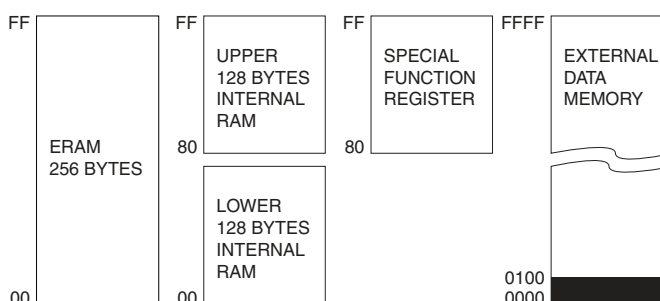 FF
ERAM
256 BYTES
00
FF
UPPER
128 BYTES
INTERNAL
RAM
80
LOWER
128 BYTES
INTERNAL
RAM
00
FF
SPECIAL
FUNCTION
REGISTER
80
FFFF
EXTERNAL
DATA
MEMORY
0100
0000